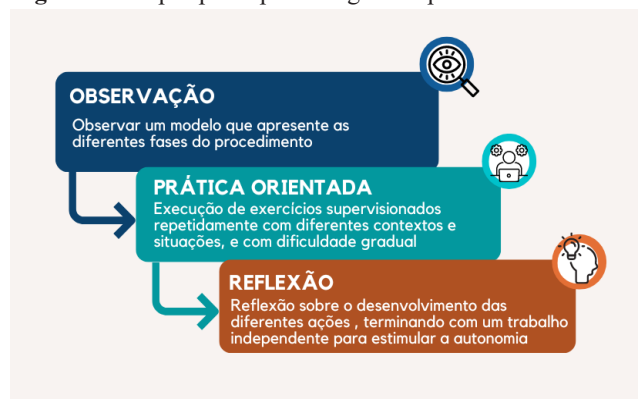 OBSERVAÇÃO
Observar um modelo que apresente as
diferentes fases do procedimento
PRÁTICA ORIENTADA
Execução de exercícios supervisionados
repetidamente com diferentes contextos e
situações, e com dificuldade gradual
REFLEXÃO
Reflexão sobre o desenvolvimento das
diferentes ações , terminando com um trabalho
independente para estimular a autonomia